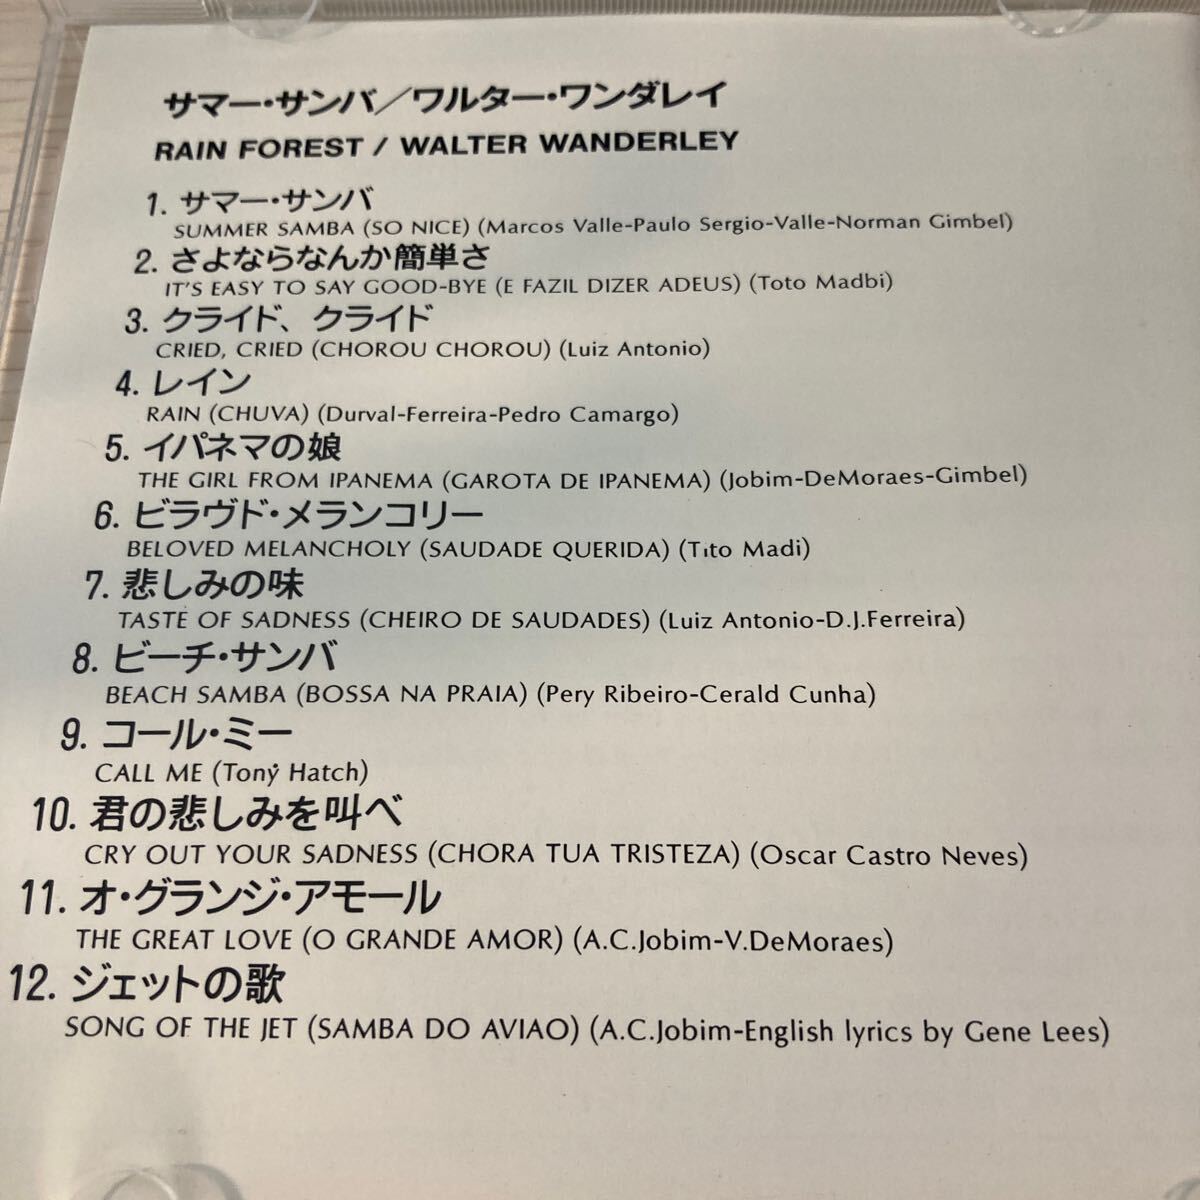 サマー・サンバ／ワルター・ワンダレイ
RAIN FOREST / WALTER WANDERLEY
1. サマー・サンバ
SUMMER SAMBA (SO NICE) (Marcos Valle-Paulo Sergio-Valle-Norman Gimbel)
2. さよならなんか簡単さ
IT'S EASY TO SAY GOOD-BYE (E FAZIL DIZER ADEUS) (Toto Madbi)
3. クライド、クライド
CRIED, CRIED (CHOROU CHOROU) (Luiz Antonio)
4. レイン
RAIN (CHUVA) (Durval-Ferreira-Pedro Camargo)
5. イパネマの娘
THE GIRL FROM IPANEMA (GAROTA DE IPANEMA) (Jobim-DeMoraes-Gimbel)
6. ビラヴド・メランコリー
BELOVED MELANCHOLY (SAUDADE QUERIDA) (Tito Madi)
7. 悲しみの味
TASTE OF SADNESS (CHEIRO DE SAUDADES) (Luiz Antonio-D.J.Ferreira)
8. ビーチ・サンバ
BEACH SAMBA (BOSSA NA PRAIA) (Pery Ribeiro-Cerald Cunha)
9. コール・ミー
CALL ME (Tony Hatch)
10. 君の悲しみを叫べ
CRY OUT YOUR SADNESS (CHORA TUA TRISTEZA) (Oscar Castro Neves)
11. オ・グランジ・アモール
THE GREAT LOVE (O GRANDE AMOR) (A.C.Jobim-V.DeMoraes)
12. ジェットの歌
SONG OF THE JET (SAMBA DO AVIAO) (A.C.Jobim-English lyrics by Gene Lees)